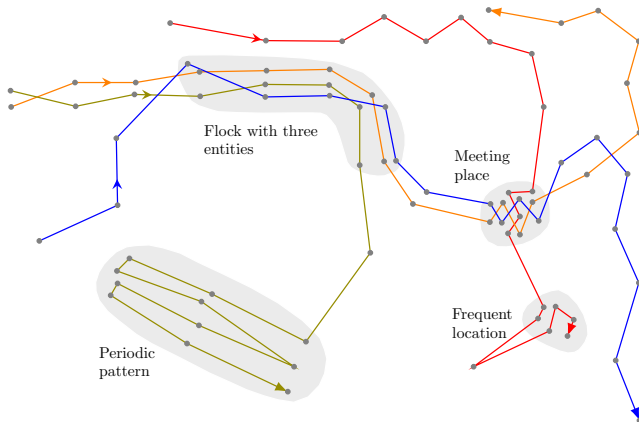 Flock with three
entities
Meeting
place
Frequent
location
Periodic
pattern